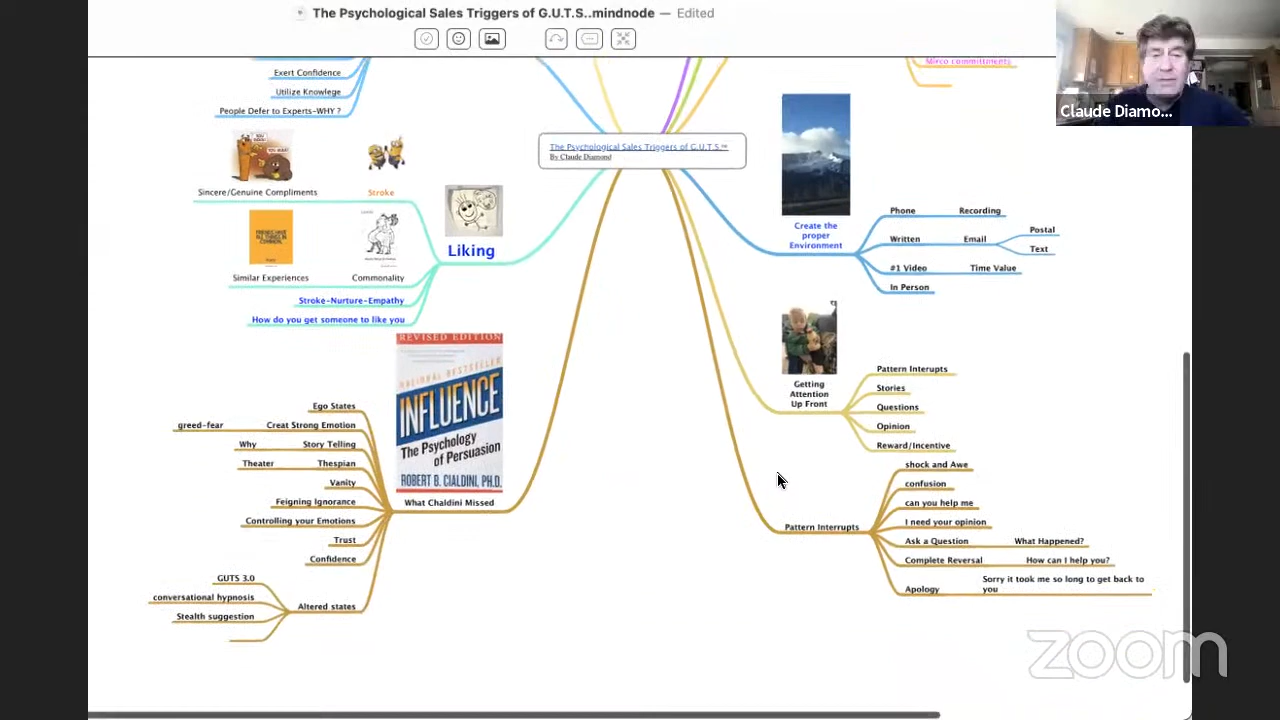 The Psychological Sales Triggers of G.U.T.S..mindnode — Edited
Claude Diamo...
Exert Confidence
Utilize Knowlege
People Defer to Experts-WHY ?
Mirco committments
The Psychological Sales Triggers of G.U.T.S.™
By Claude Diamond
Sincere/Genuine Compliments
Stroke
Similar Experiences
Commonality
Stroke-Nurture-Empathy
How do you get someone to like you
Liking
REVISED EDITION
NATIONAL BESTSELLER
INFLUENCE
The Psychology
of Persuasion
ROBERT B. CIALDINI, PH.D.
What Chaldini Missed
Ego States
greed-fear
Creat Strong Emotion
Why
Story Telling
Theater
Thespian
Vanity
Feigning Ignorance
Controlling your Emotions
Trust
Confidence
GUTS 3.0
conversational hypnosis
Stealth suggestion
Altered states
Create the
proper
Environment
Phone
Recording
Written
Email
Postal
Text
#1 Video
Time Value
In Person
Getting
Attention
Up Front
Pattern Interupts
Stories
Questions
Opinion
Reward/Incentive
Pattern Interrupts
shock and Awe
confusion
can you help me
I need your opinion
Ask a Question
What Happened?
Complete Reversal
How can I help you?
Apology
Sorry it took me so long to get back to
you
zoom